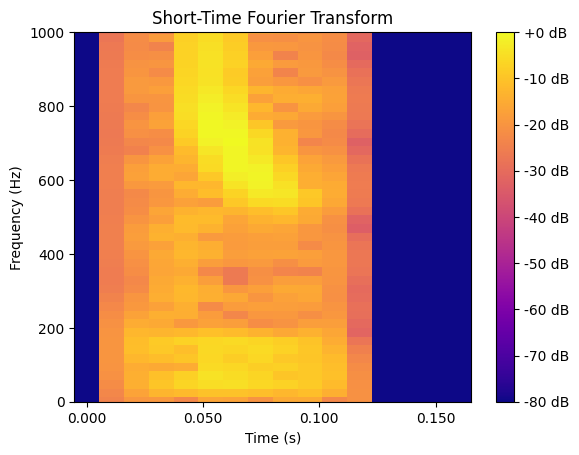 Short-Time Fourier Transform
1000
800
600
400
200
0
Frequency (Hz)
0.000
0.050
0.100
0.150
Time (s)
+0 dB
-10 dB
-20 dB
-30 dB
-40 dB
-50 dB
-60 dB
-70 dB
-80 dB